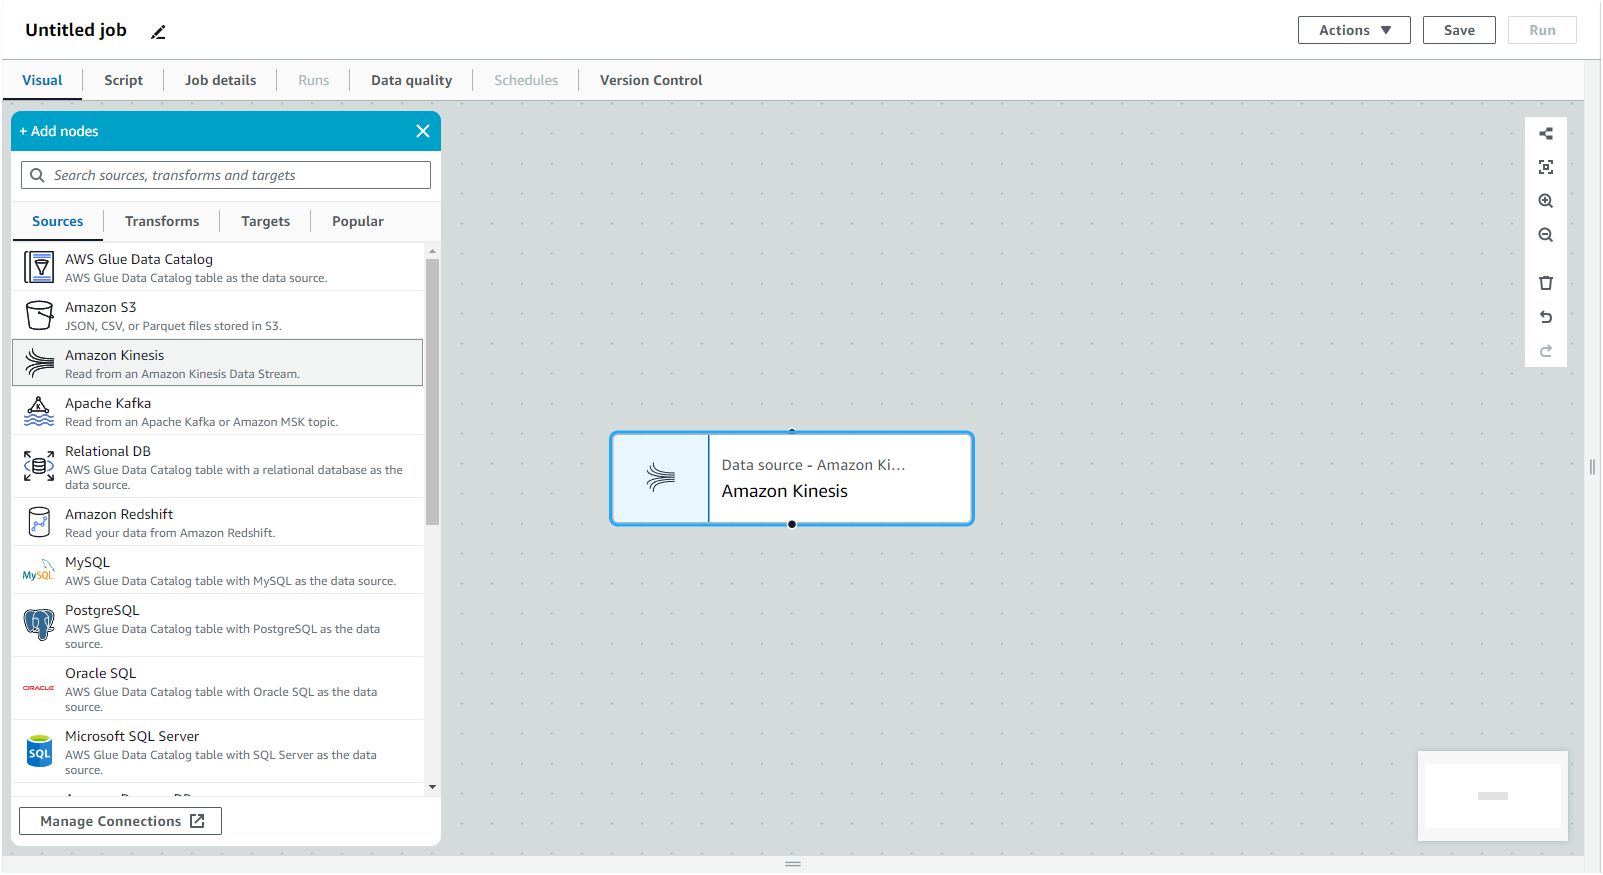 Untitled job
Actions
Save
Run
Visual
Script
Job details
Runs
Data quality
Schedules
Version Control
+ Add nodes
Search sources, transforms and targets
Sources
Transforms
Targets
Popular
AWS Glue Data Catalog
AWS Glue Data Catalog table as the data source.
Amazon S3
JSON, CSV, or Parquet files stored in S3.
Amazon Kinesis
Read from an Amazon Kinesis Data Stream.
Apache Kafka
Read from an Apache Kafka or Amazon MSK topic.
Relational DB
AWS Glue Data Catalog table with a relational database as the
data source.
Amazon Redshift
Read your data from Amazon Redshift.
MySQL
MySQL
AWS Glue Data Catalog table with MySQL as the data source.
PostgreSQL
AWS Glue Data Catalog table with PostgreSQL as the data
source.
ORACLE
Oracle SQL
AWS Glue Data Catalog table with Oracle SQL as the data
source.
SQL
Microsoft SQL Server
AWS Glue Data Catalog table with SQL Server as the data
source.
Manage Connections
Data source - Amazon Ki...
Amazon Kinesis